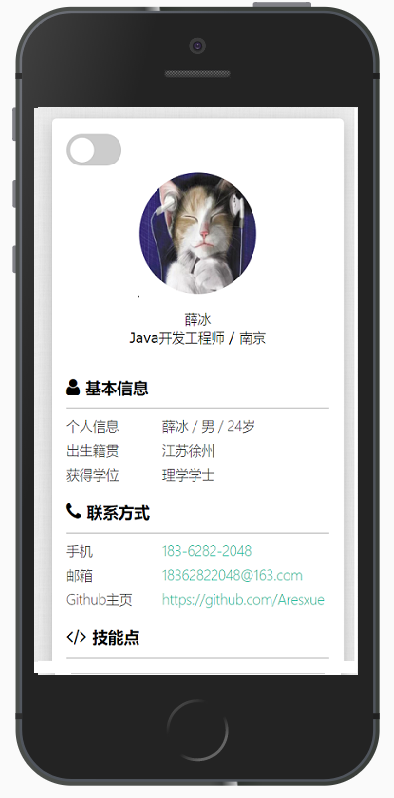 薛冰
Java开发工程师 / 南京
基本信息
个人信息 薛冰 / 男 / 24岁
出生籍贯 江苏徐州
获得学位 理学学士
联系方式
手机 183-6282-2048
邮箱 18362822048@163.com
Github主页 https://github.com/Aresxue
</> 技能点